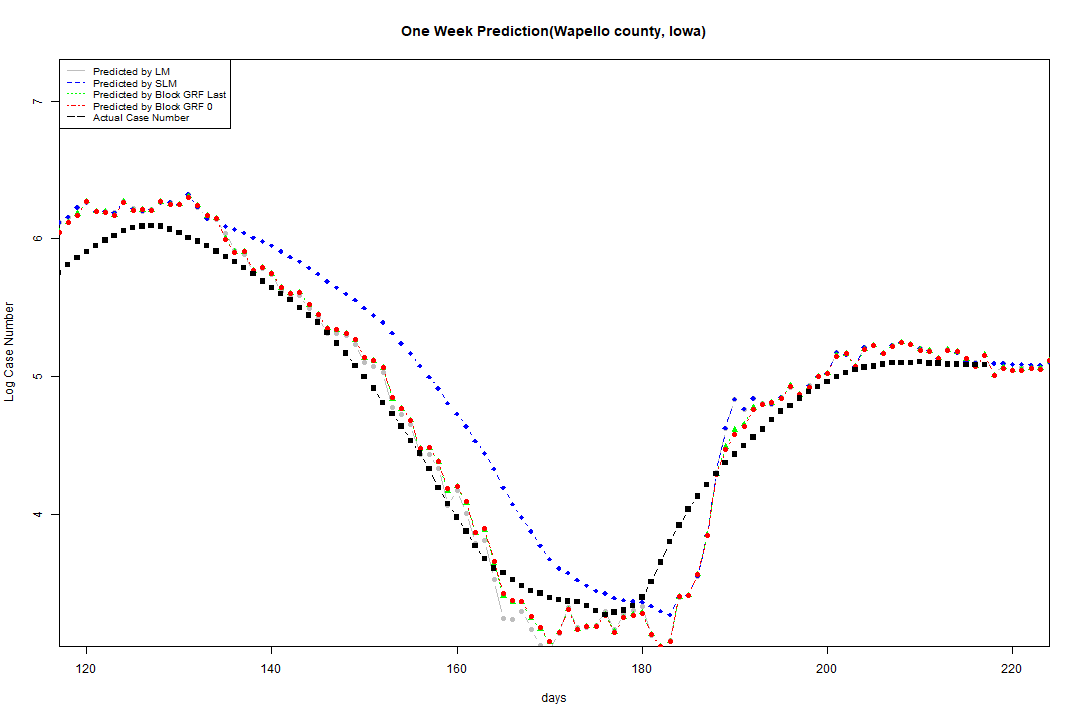 One Week Prediction(Wapello county, Iowa)
Predicted by LM
Predicted by SLM
Predicted by Block GRF Last
Predicted by Block GRF 0
Actual Case Number
7
6
5
4
Log Case Number
120 140 160 180 200 220
days